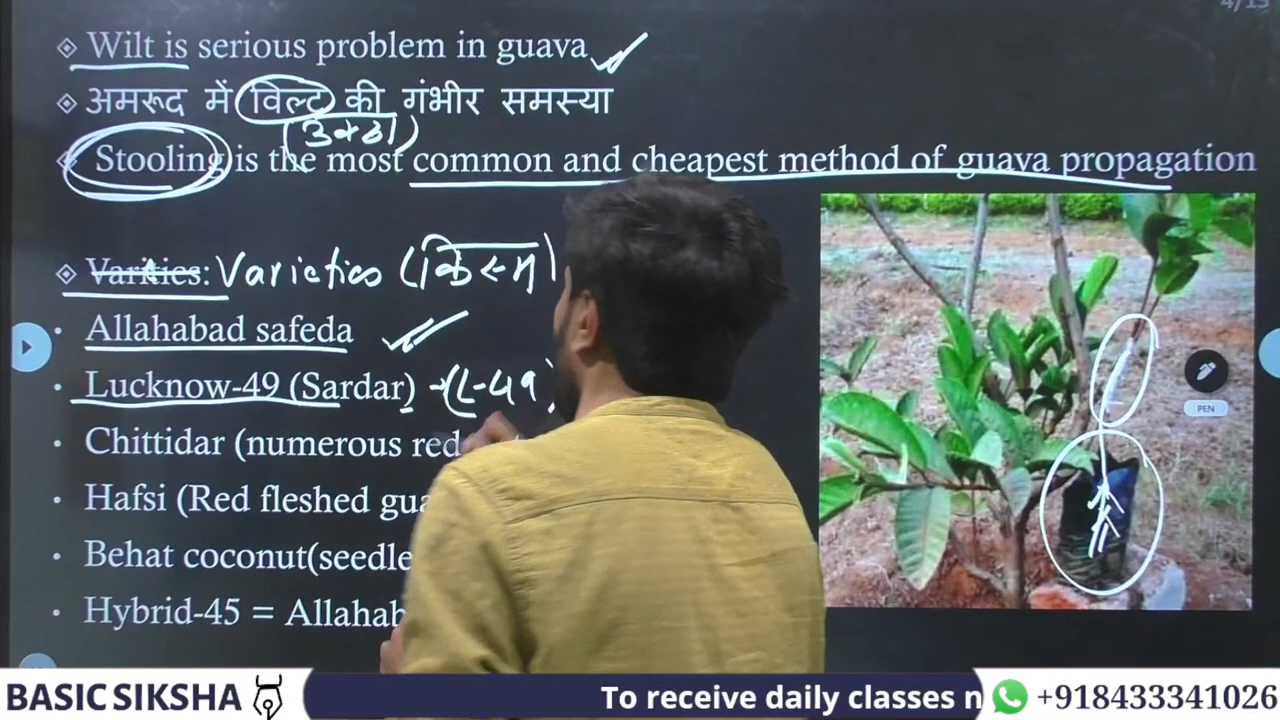 4/15
Wilt is serious problem in guava
अमरूद में विल्ट की गंभीर समस्या
(उकठा)
Stooling is the most common and cheapest method of guava propagation
Varities: Varieties (किस्म)
Allahabad safeda
Lucknow-49 (Sardar) → (L-49)
Chittidar (numerous red
Hafsi (Red fleshed gua
Behat coconut(seedle
Hybrid-45 = Allahab
PEN
BASIC SIKSHA To receive daily classes n +918433341026